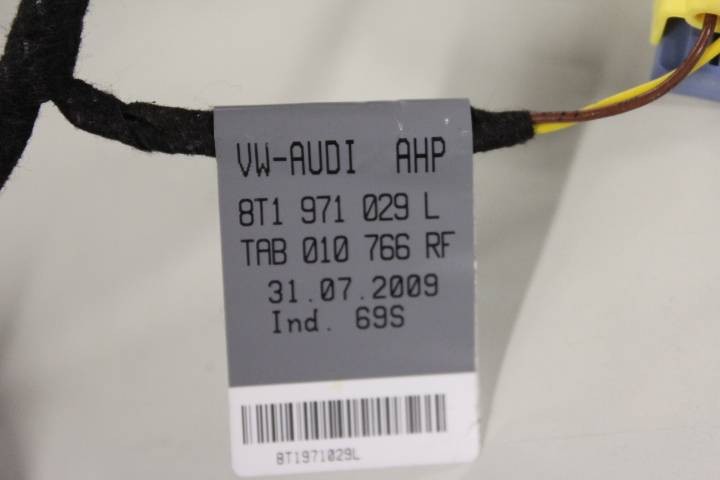 VW-AUDI AHP
8T1 971 029 L
TAB 010 766 RF
31.07.2009
Ind. 69S
8T1971029L